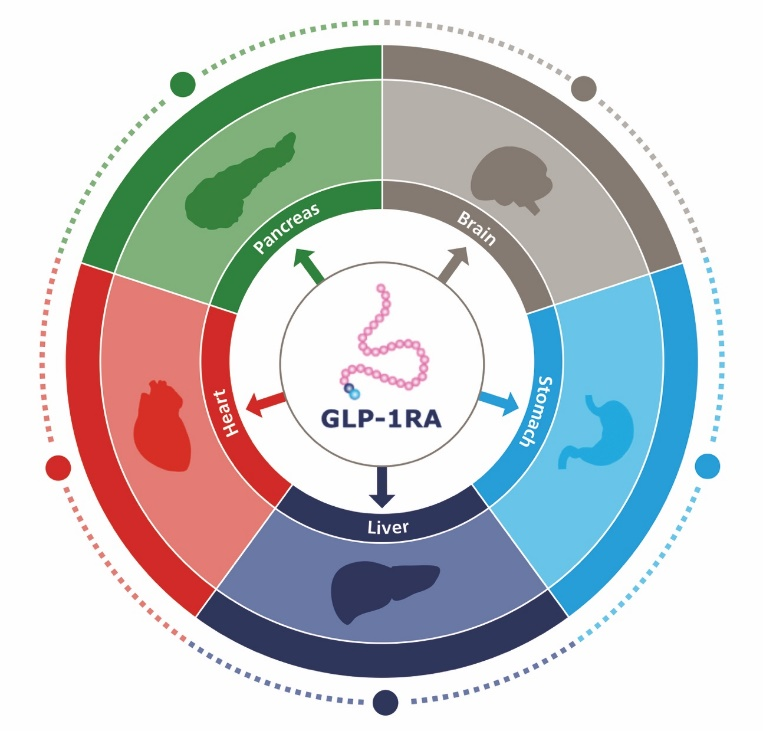 Pancreas
Brain
Heart
GLP-1RA
Stomach
Liver